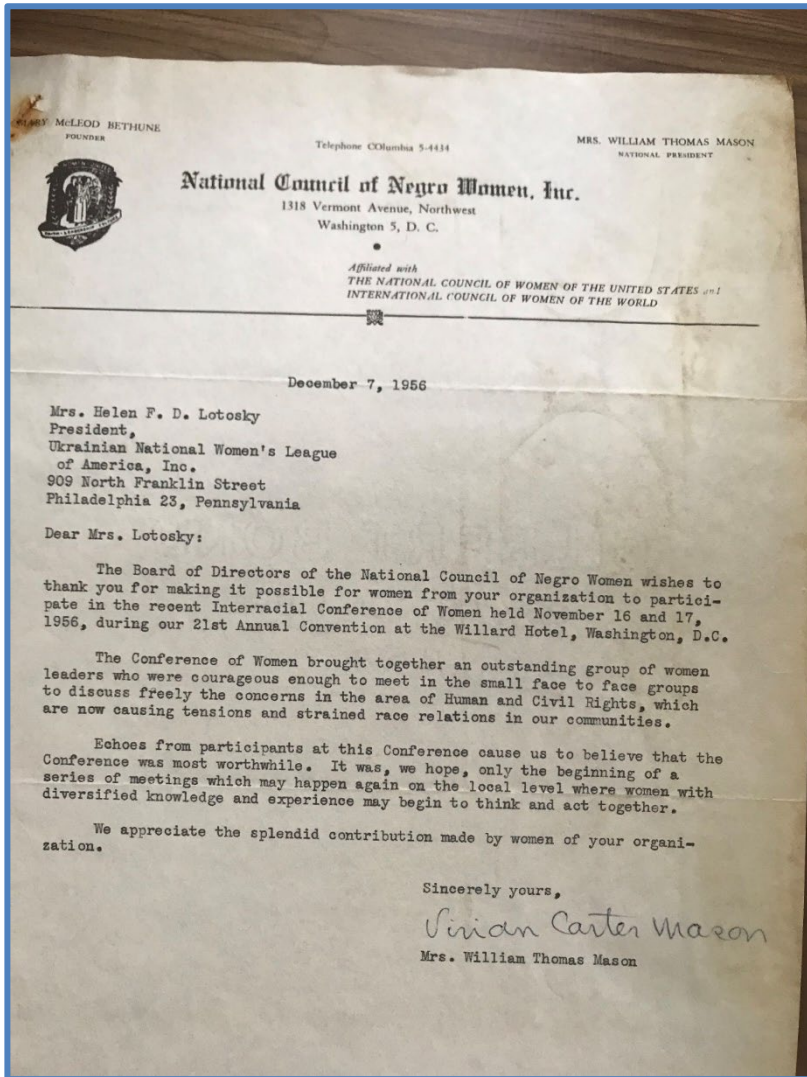 McLEOD BETHUNE
FOUNDER
Telephone COlumbia 5-4434
MRS. WILLIAM THOMAS MASON
NATIONAL PRESIDENT
National Council of Negro Women, Inc.
1318 Vermont Avenue, Northwest
Washington 5, D. C.
Affiliated with
THE NATIONAL COUNCIL OF WOMEN OF THE UNITED STATES and
INTERNATIONAL COUNCIL OF WOMEN OF THE WORLD
December 7, 1956
Mrs. Helen F. D. Lotosky
President,
Ukrainian National Women's League
of America, Inc.
909 North Franklin Street
Philadelphia 23, Pennsylvania
Dear Mrs. Lotosky:
The Board of Directors of the National Council of Negro Women wishes to
thank you for making it possible for women from your organization to partici-
pate in the recent Interracial Conference of Women held November 16 and 17,
1956, during our 21st Annual Convention at the Willard Hotel, Washington, D.C.
The Conference of Women brought together an outstanding group of women
leaders who were courageous enough to meet in the small face to face groups
to discuss freely the concerns in the area of Human and Civil Rights, which
are now causing tensions and strained race relations in our communities.
Echoes from participants at this Conference cause us to believe that the
Conference was most worthwhile. It was, we hope, only the beginning of a
series of meetings which may happen again on the local level where women with
diversified knowledge and experience may begin to think and act together.
We appreciate the splendid contribution made by women of your organi-
zation.
Sincerely yours,
Vivian Carter Mason
Mrs. William Thomas Mason